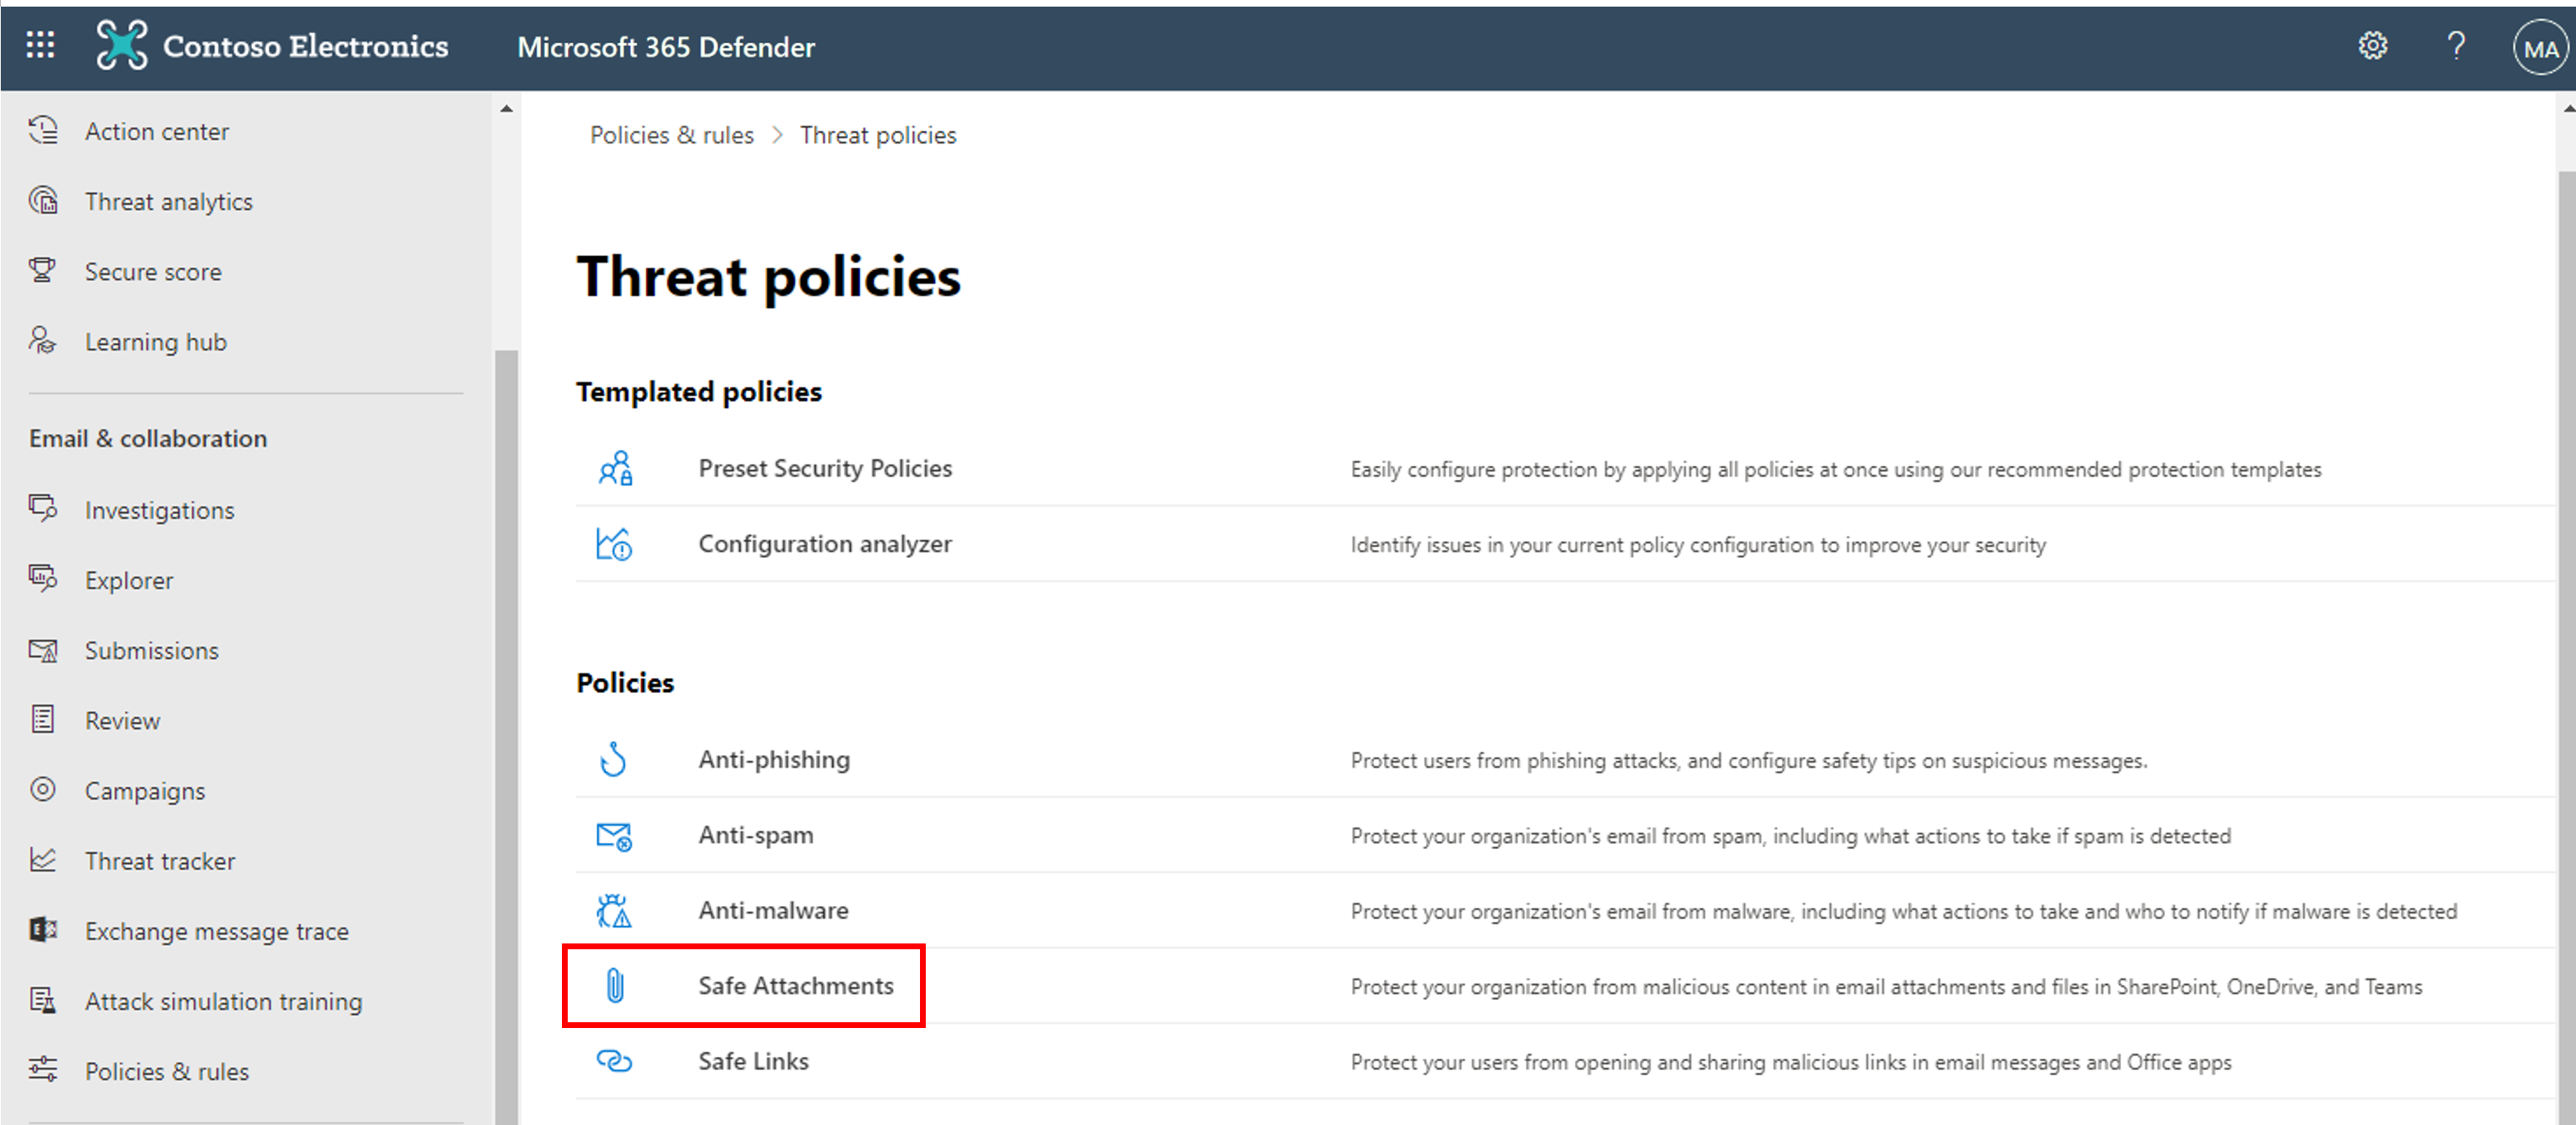 Contoso Electronics
Microsoft 365 Defender
?
MA
Action center
Threat analytics
Secure score
Learning hub
Email & collaboration
Investigations
Explorer
Submissions
Review
Campaigns
Threat tracker
Exchange message trace
Attack simulation training
Policies & rules
Policies & rules > Threat policies
Threat policies
Templated policies
Preset Security Policies Easily configure protection by applying all policies at once using our recommended protection templates
Configuration analyzer Identify issues in your current policy configuration to improve your security
Policies
Anti-phishing Protect users from phishing attacks, and configure safety tips on suspicious messages.
Anti-spam Protect your organization's email from spam, including what actions to take if spam is detected
Anti-malware Protect your organization's email from malware, including what actions to take and who to notify if malware is detected
Safe Attachments Protect your organization from malicious content in email attachments and files in SharePoint, OneDrive, and Teams
Safe Links Protect your users from opening and sharing malicious links in email messages and Office apps